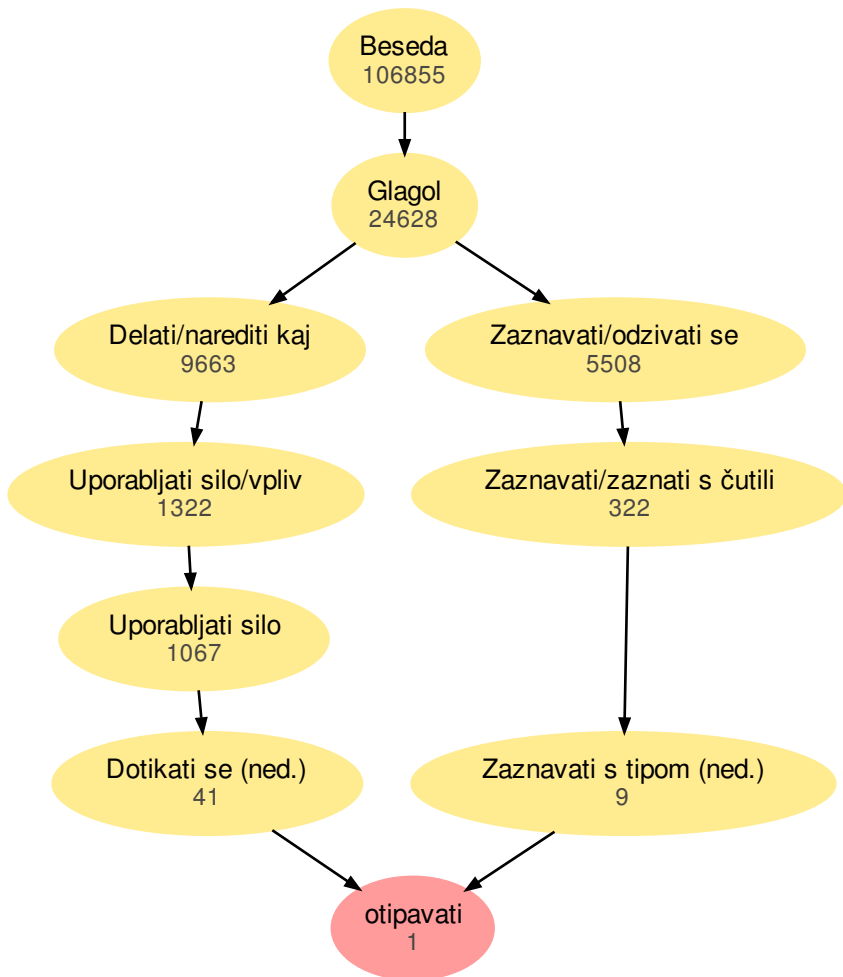 Beseda
106855
Glagol
24628
Delati/narediti kaj
9663
Zaznavati/odzivati se
5508
Uporabljati silo/vpliv
1322
Zaznavati/zaznati s čutili
322
Uporabljati silo
1067
Dotikati se (ned.)
41
Zaznavati s tipom (ned.)
9
otipavati
1